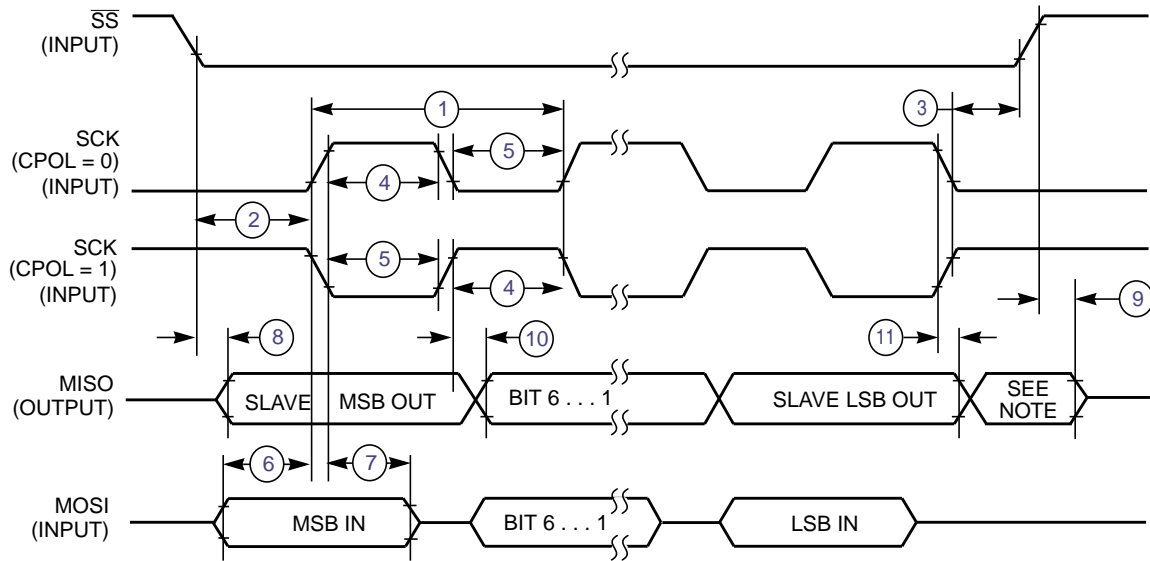 SS
(INPUT)
1
3
SCK
(CPOL = 0)
(INPUT)
5
4
2
SCK
(CPOL = 1)
(INPUT)
5
4
9
8
10
11
MISO
(OUTPUT)
SLAVE MSB OUT
BIT 6 . . . 1
SLAVE LSB OUT
SEE
NOTE
6
7
MOSI
(INPUT)
MSB IN
BIT 6 . . . 1
LSB IN